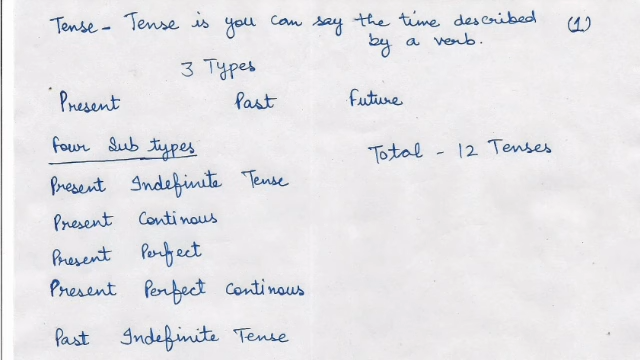 Tense - Tense is you can say the time described (1)
by a verb.
3 Types
Present Past Future
Four Sub types
Total - 12 Tenses
Present Indefinite Tense
Present Continous
Present Perfect
Present Perfect Continous
Past Indefinite Tense